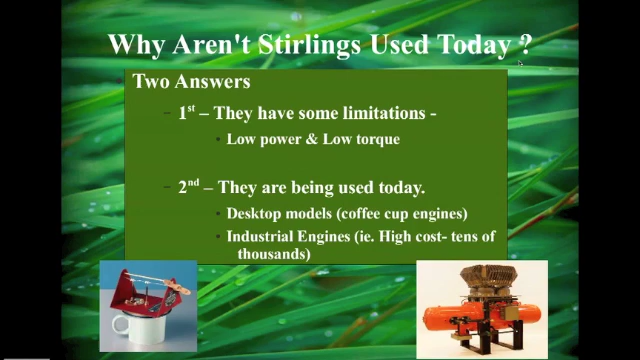 Why Aren't Stirlings Used Today ?
Two Answers
– 1st – They have some limitations -
• Low power & Low torque
– 2nd – They are being used today.
• Desktop models (coffee cup engines)
• Industrial Engines (ie. High cost- tens of
thousands)